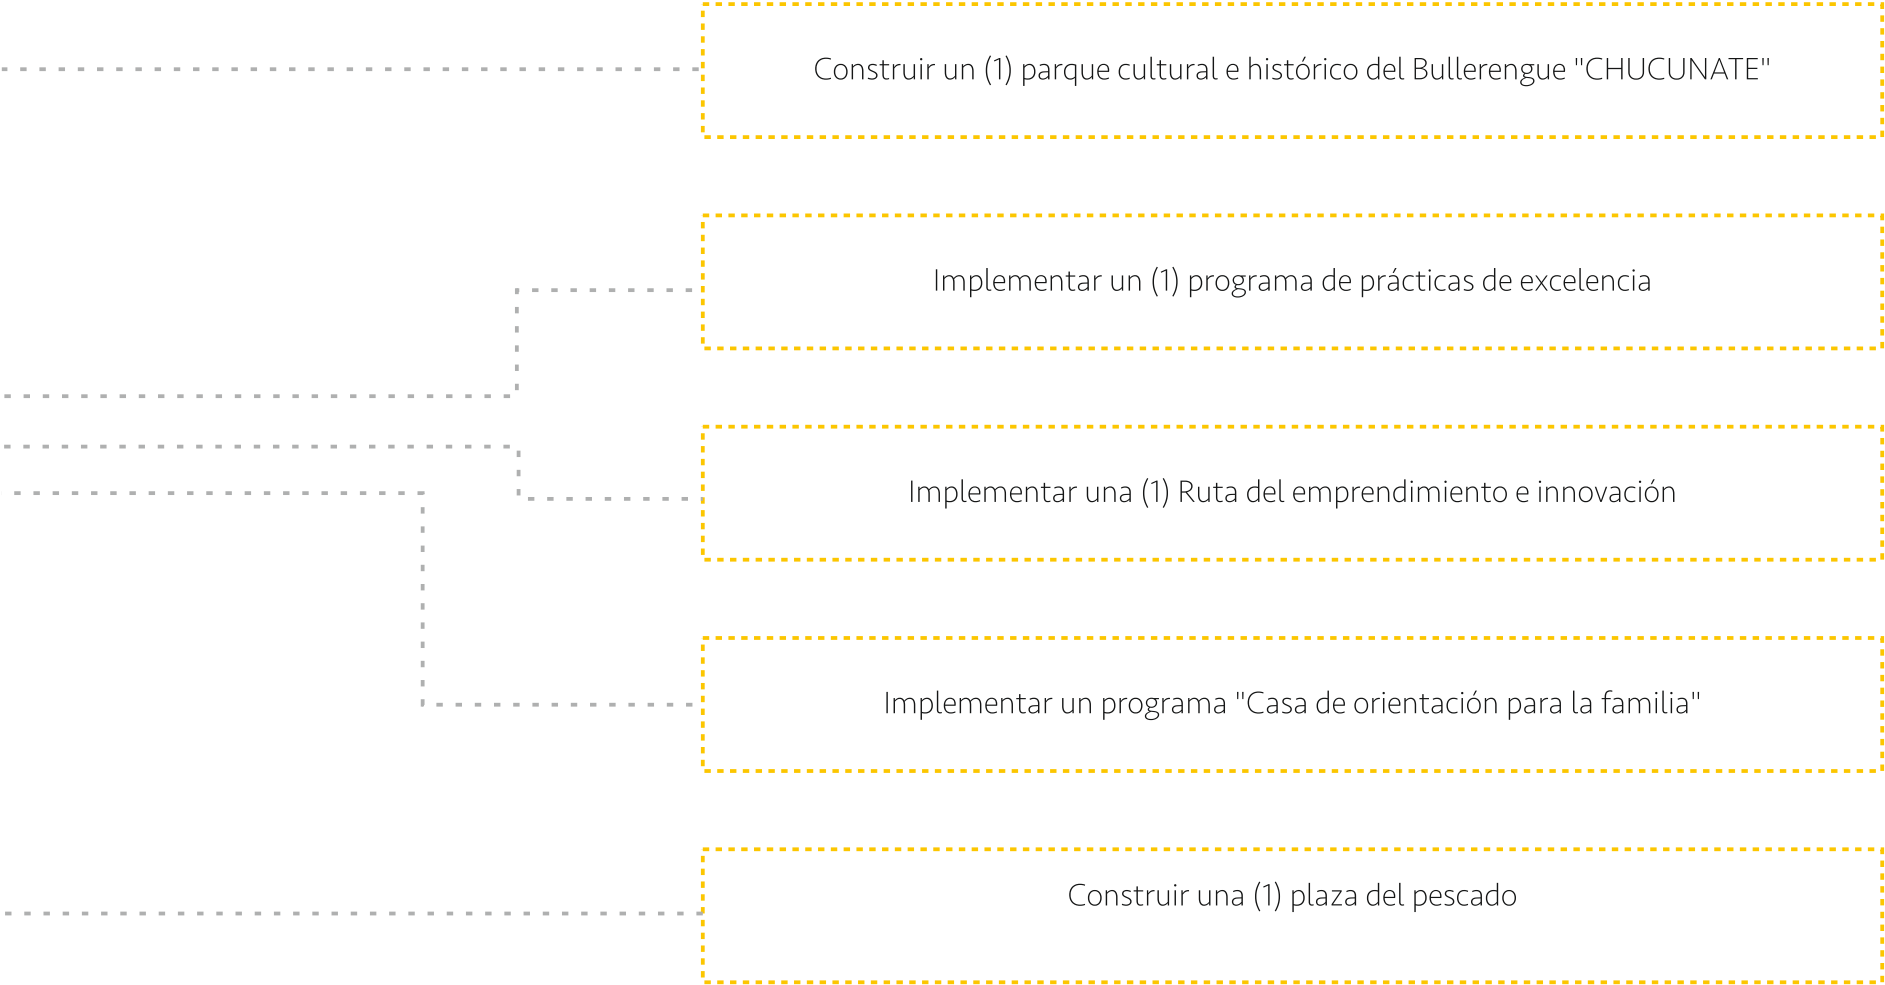 Construir un (1) parque cultural e histórico del Bullerengue "CHUCUNATE"
Implementar un (1) programa de prácticas de excelencia
Implementar una (1) Ruta del emprendimiento e innovación
Implementar un programa "Casa de orientación para la familia"
Construir una (1) plaza del pescado